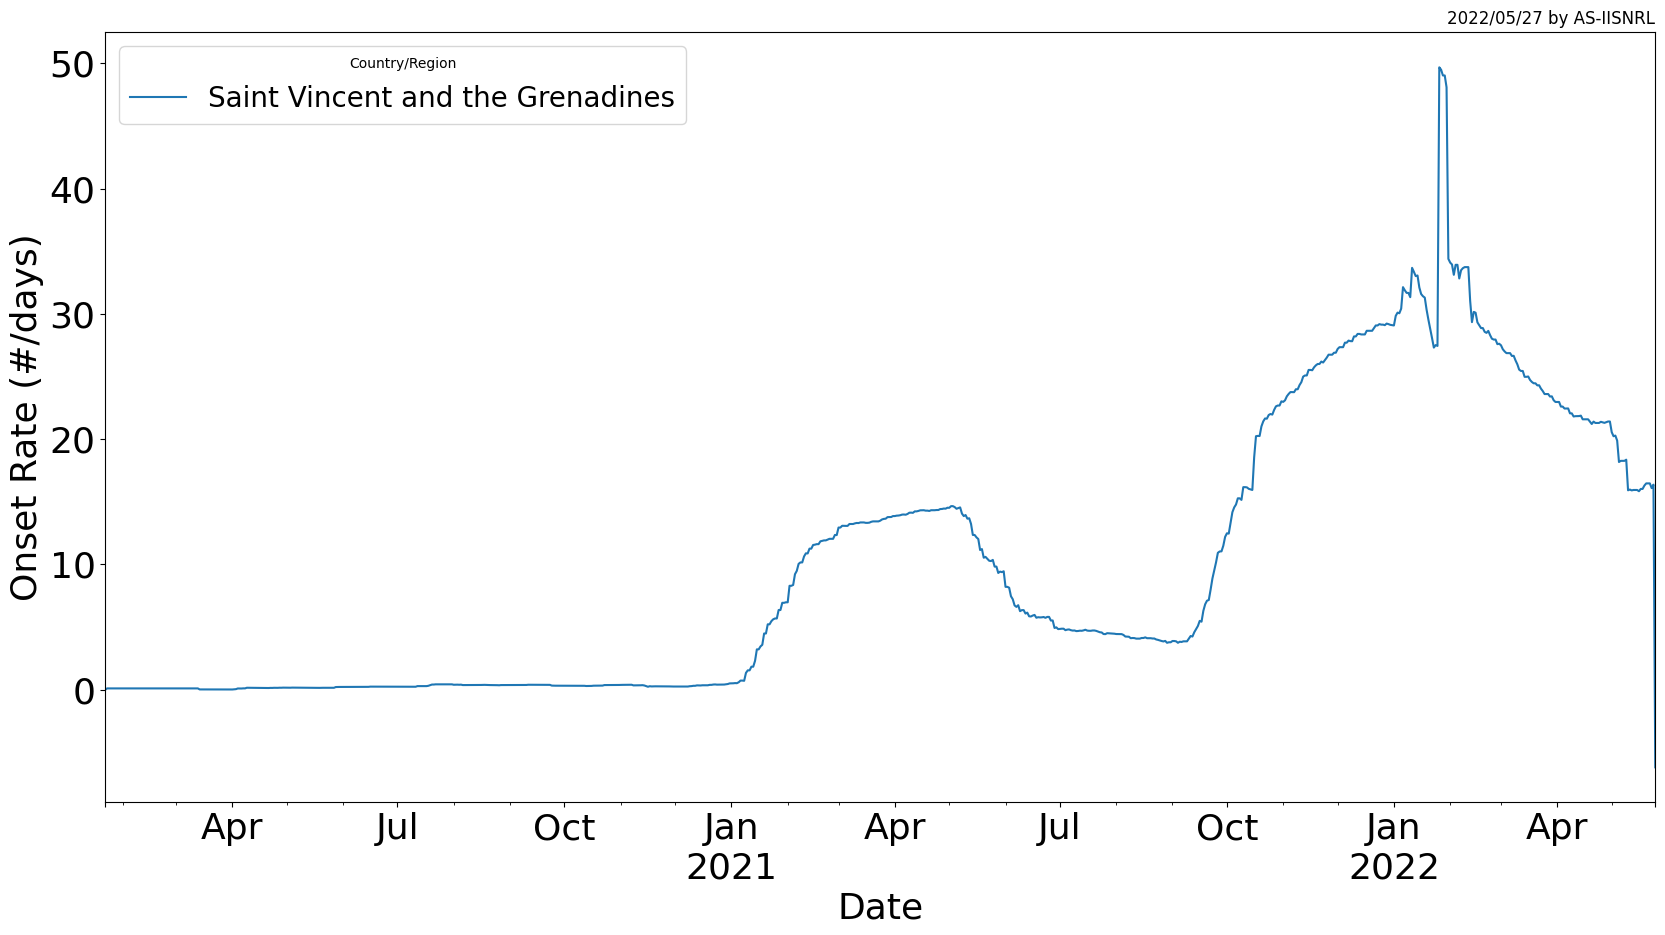 2022/05/27 by AS-IISNRL
Country/Region
Saint Vincent and the Grenadines
50
40
30
20
10
0
Onset Rate (#/days)
Apr Jul Oct Jan Apr Jul Oct Jan Apr
2021 2022
Date